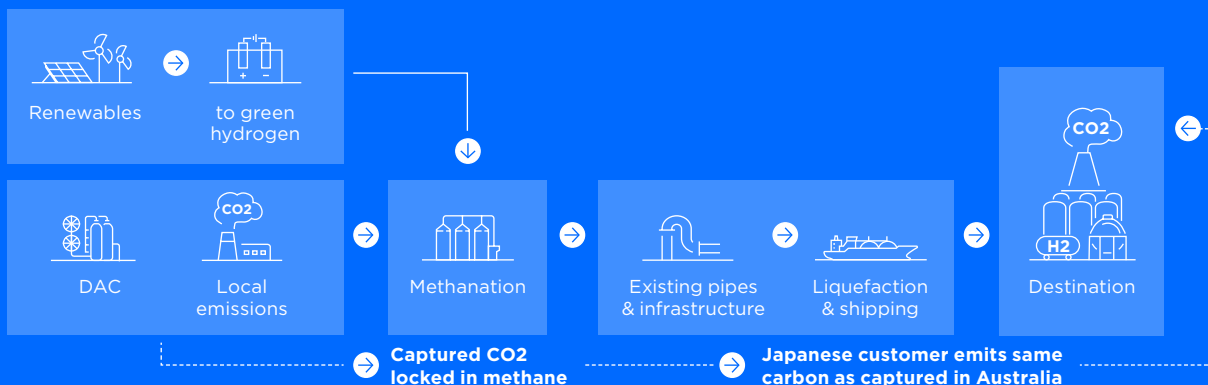 Renewables
to green
hydrogen
+ −
CO2
DAC
Local
emissions
Methanation
Existing pipes
& infrastructure
Liquefaction
& shipping
CO2
H2
Destination
Captured CO2
locked in methane
Japanese customer emits same
carbon as captured in Australia